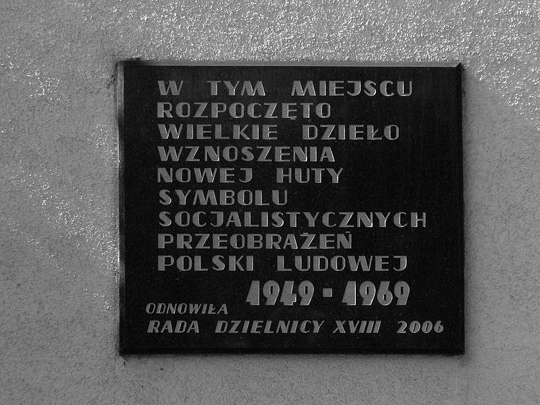 W TYM MIEJSCU
ROZPOCZĘTO
WIELKIE DZIEŁO
WZNOSZENIA
NOWEJ HUTY
SYMBOLU
SOCJALISTYCZNYCH
PRZEOBRAŻEŃ
POLSKI LUDOWEJ
1949 - 1969
ODNOWIŁA
RADA DZIELNICY XVIII 2006